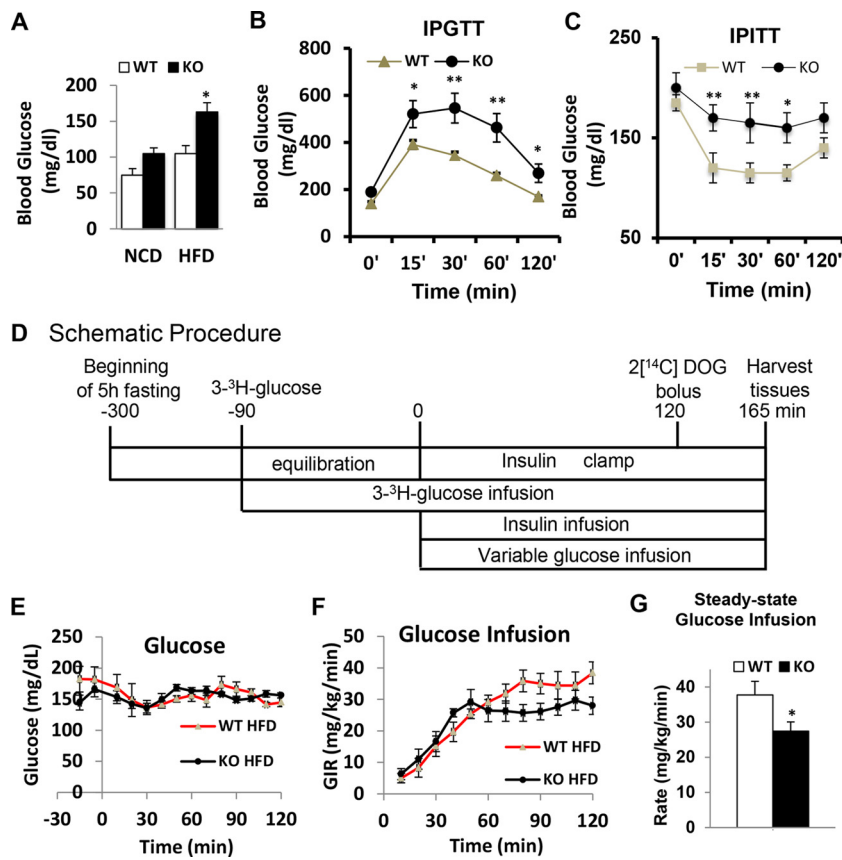 A
WT KO
Blood Glucose
(mg/dl)
200
150
100
50
0
*
NCD HFD
B
IPGTT
Blood Glucose
(mg/dl)
800
600
400
200
0
WT KO
* ** ** *
0' 15' 30' 60' 120'
Time (min)
C
IPITT
Blood Glucose
(mg/dl)
250
150
50
WT KO
** ** *
0' 15' 30' 60' 120'
Time (min)
D Schematic Procedure
Beginning
of 5h fasting
-300
3-³H-glucose
-90
0
2[¹⁴C] DOG
bolus
120
Harvest
tissues
165 min
equilibration
Insulin clamp
3-³H-glucose infusion
Insulin infusion
Variable glucose infusion
E
Glucose
Glucose (mg/dL)
250
200
150
100
50
0
WT HFD
KO HFD
-30 0 30 60 90 120
Time (min)
F
Glucose Infusion
GIR (mg/kg/min)
50
40
30
20
10
0
WT HFD
KO HFD
0 30 60 90 120
Time (min)
G
Steady-state
Glucose Infusion
WT KO
Rate (mg/kg/min)
40
30
20
10
0
*